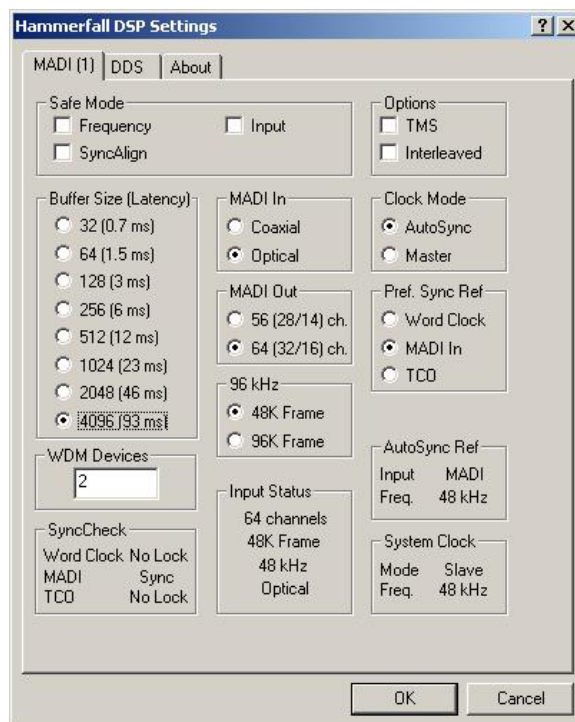 Hammerfall DSP Settings
MADI (1)
DDS
About
Safe Mode
Frequency
Input
SyncAlign
Options
TMS
Interleaved
Buffer Size (Latency)
32 (0.7 ms)
64 (1.5 ms)
128 (3 ms)
256 (6 ms)
512 (12 ms)
1024 (23 ms)
2048 (46 ms)
4096 (93 ms)
MADI In
Coaxial
Optical
Clock Mode
AutoSync
Master
MADI Out
56 (28/14) ch.
64 (32/16) ch.
Pref. Sync Ref
Word Clock
MADI In
TCO
96 kHz
48K Frame
96K Frame
WDM Devices
2
AutoSync Ref
Input MADI
Freq. 48 kHz
Input Status
64 channels
48K Frame
48 kHz
Optical
SyncCheck
Word Clock No Lock
MADI Sync
TCO No Lock
System Clock
Mode Slave
Freq. 48 kHz
OK
Cancel